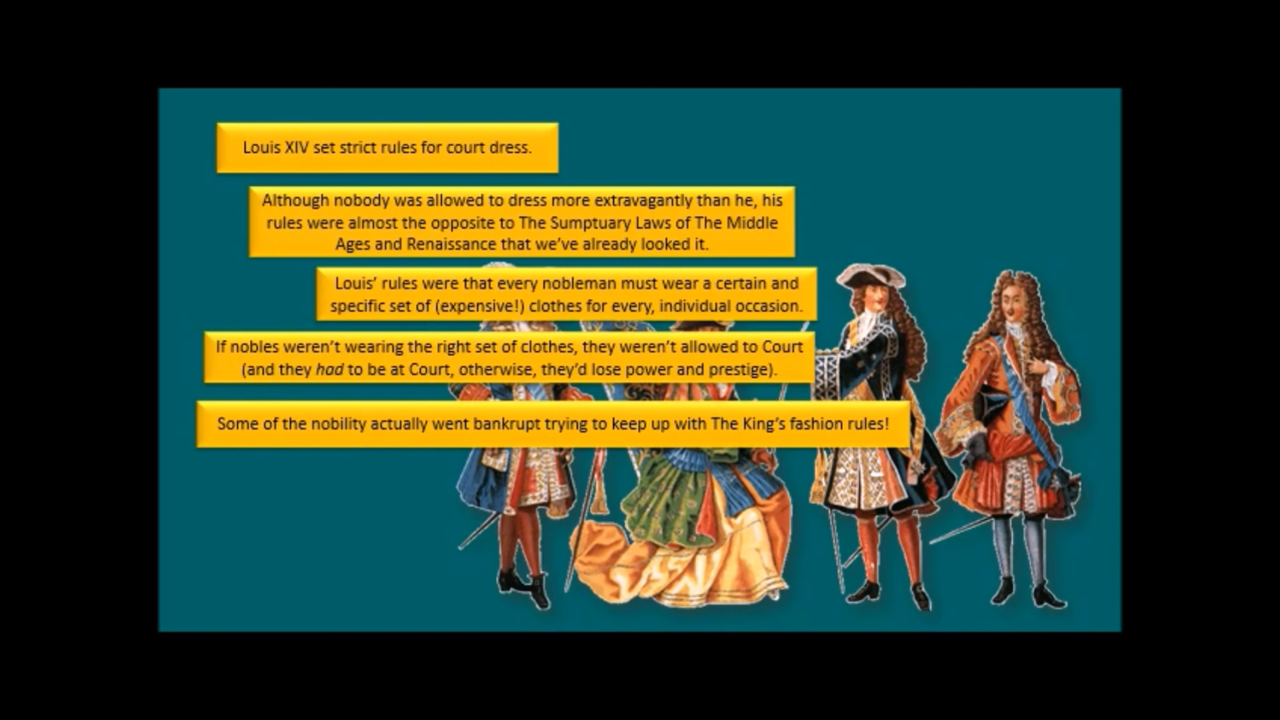 Louis XIV set strict rules for court dress.
Although nobody was allowed to dress more extravagantly than he, his
rules were almost the opposite to The Sumptuary Laws of The Middle
Ages and Renaissance that we’ve already looked it.
Louis’ rules were that every nobleman must wear a certain and
specific set of (expensive!) clothes for every, individual occasion.
If nobles weren’t wearing the right set of clothes, they weren’t allowed to Court
(and they had to be at Court, otherwise, they’d lose power and prestige).
Some of the nobility actually went bankrupt trying to keep up with The King’s fashion rules!